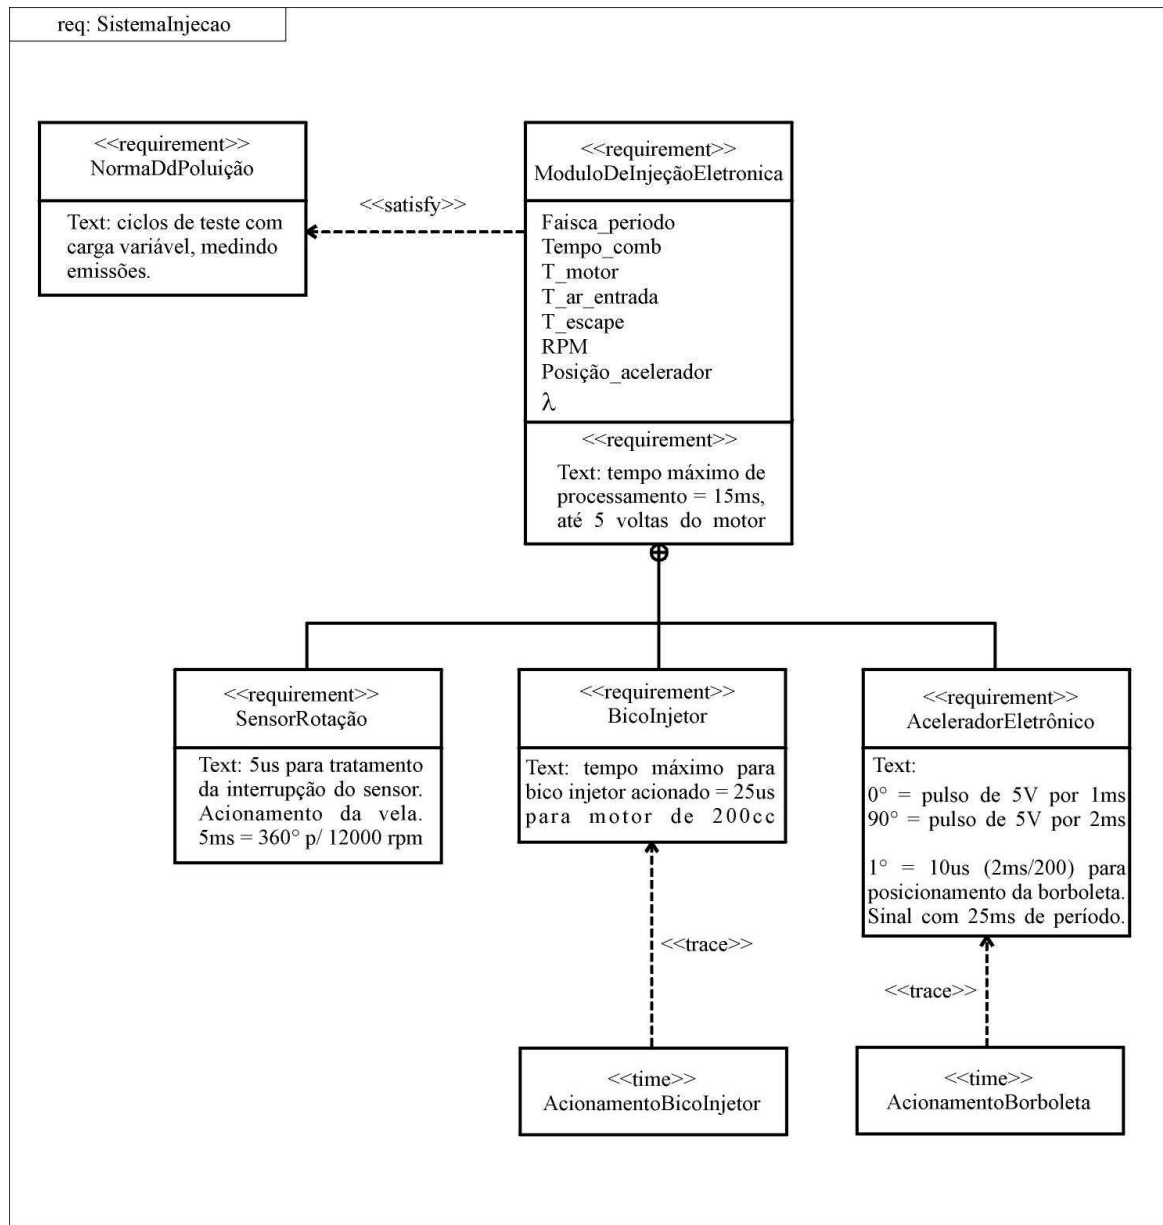 req: SistemaInjecao
<<requirement>>
NormaDdPoluição
Text: ciclos de teste com
carga variável, medindo
emissões.
<<satisfy>>
<<requirement>>
ModuloDeInjeçãoEletronica
Faisca_periodo
Tempo_comb
T_motor
T_ar_entrada
T_escape
RPM
Posição_acelerador
λ
<<requirement>>
Text: tempo máximo de
processamento = 15ms,
até 5 voltas do motor
<<requirement>>
SensorRotação
Text: 5us para tratamento
da interrupção do sensor.
Acionamento da vela.
5ms = 360° p/ 12000 rpm
<<requirement>>
BicoInjetor
Text: tempo máximo para
bico injetor acionado = 25us
para motor de 200cc
<<requirement>>
AceleradorEletrônico
Text:
0° = pulso de 5V por 1ms
90° = pulso de 5V por 2ms
1° = 10us (2ms/200) para
posicionamento da borboleta.
Sinal com 25ms de período.
<<trace>>
<<trace>>
<<time>>
AcionamentoBicoInjetor
<<time>>
AcionamentoBorboleta